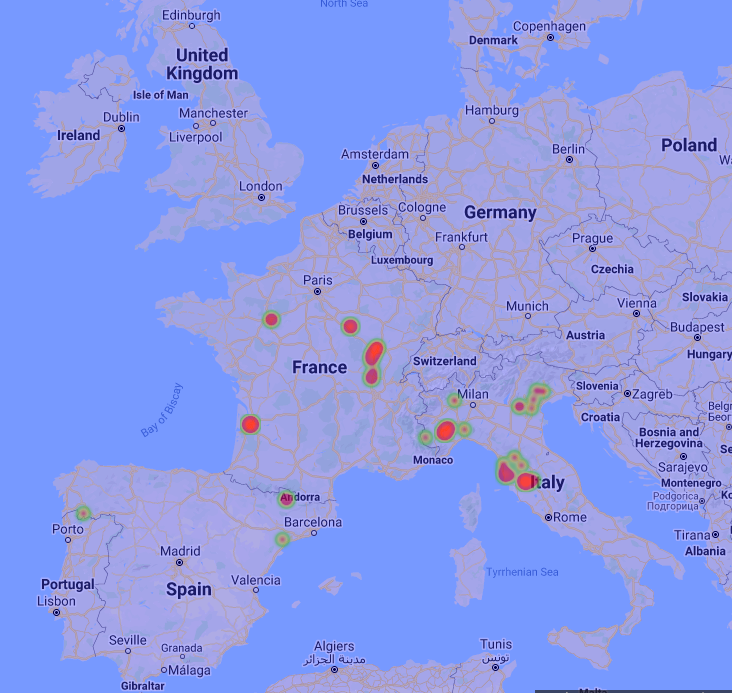 North Sea
Edinburgh
Copenhagen
Denmark
United
Kingdom
Isle of Man
Hamburg
Dublin
Manchester
Ireland
Liverpool
Berlin
Poland
Amsterdam
Netherlands
London
Brussels
Cologne
Germany
Belgium
Frankfurt
Prague
Luxembourg
Czechia
Paris
Slovakia
Munich
Vienna
Austria
Budapest
France
Switzerland
Hungary
Milan
Slovenia
Zagreb
Bay of Biscay
Croatia
Bosnia and
Herzegovina
Monaco
Sarajevo
Italy
Montenegro
Andorra
Podgorica
Подгорица
Rome
Porto
Barcelona
Tirana
Madrid
Albania
Portugal
Spain
Valencia
Tyrrhenian Sea
Lisbon
Seville
Granada
Algiers
مدينة الجزائر
Tunis
تونس
Málaga
Gibraltar